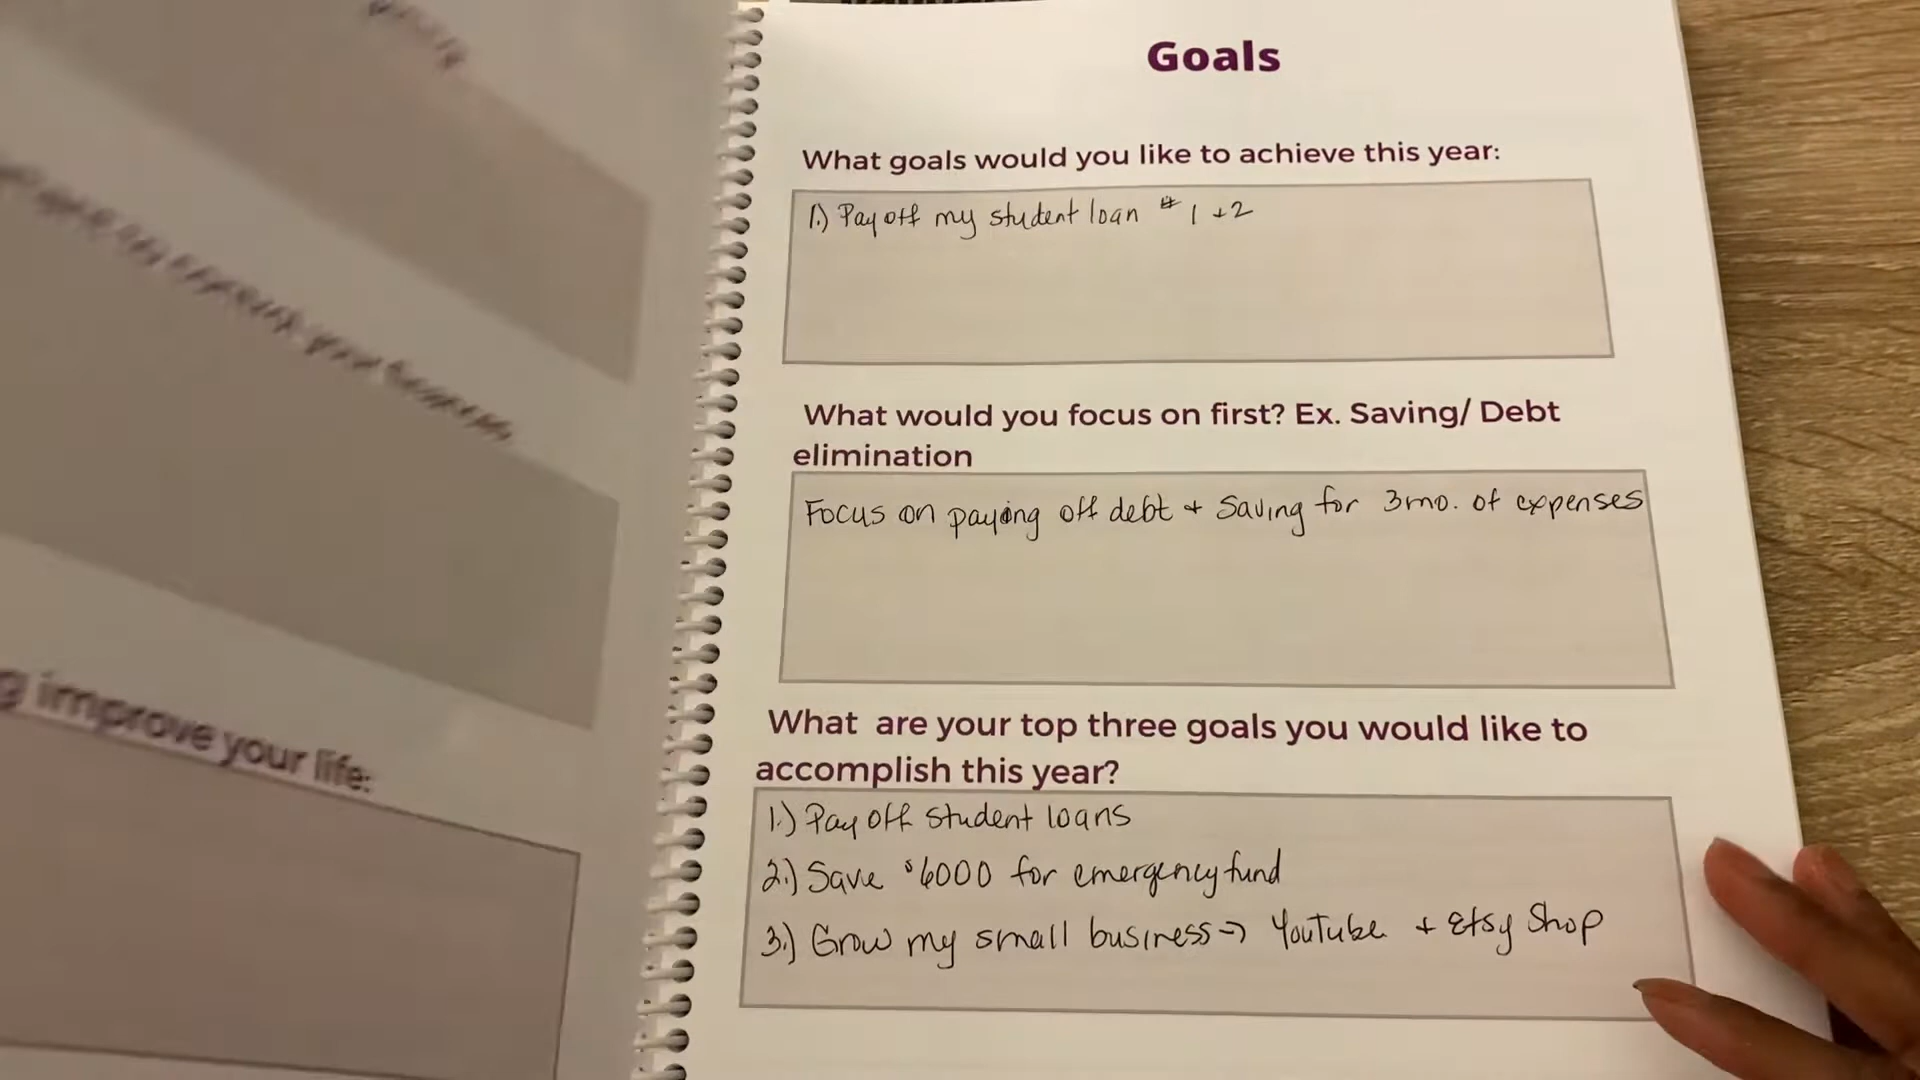 improve your life:
Goals
What goals would you like to achieve this year:
1.) Pay off my student loan # 1 + 2
What would you focus on first? Ex. Saving/ Debt
elimination
Focus on paying off debt + Saving for 3 mo. of expenses
What are your top three goals you would like to
accomplish this year?
1.) Pay off student loans
2.) Save $6000 for emergency fund
3.) Grow my small business → YouTube + Etsy Shop